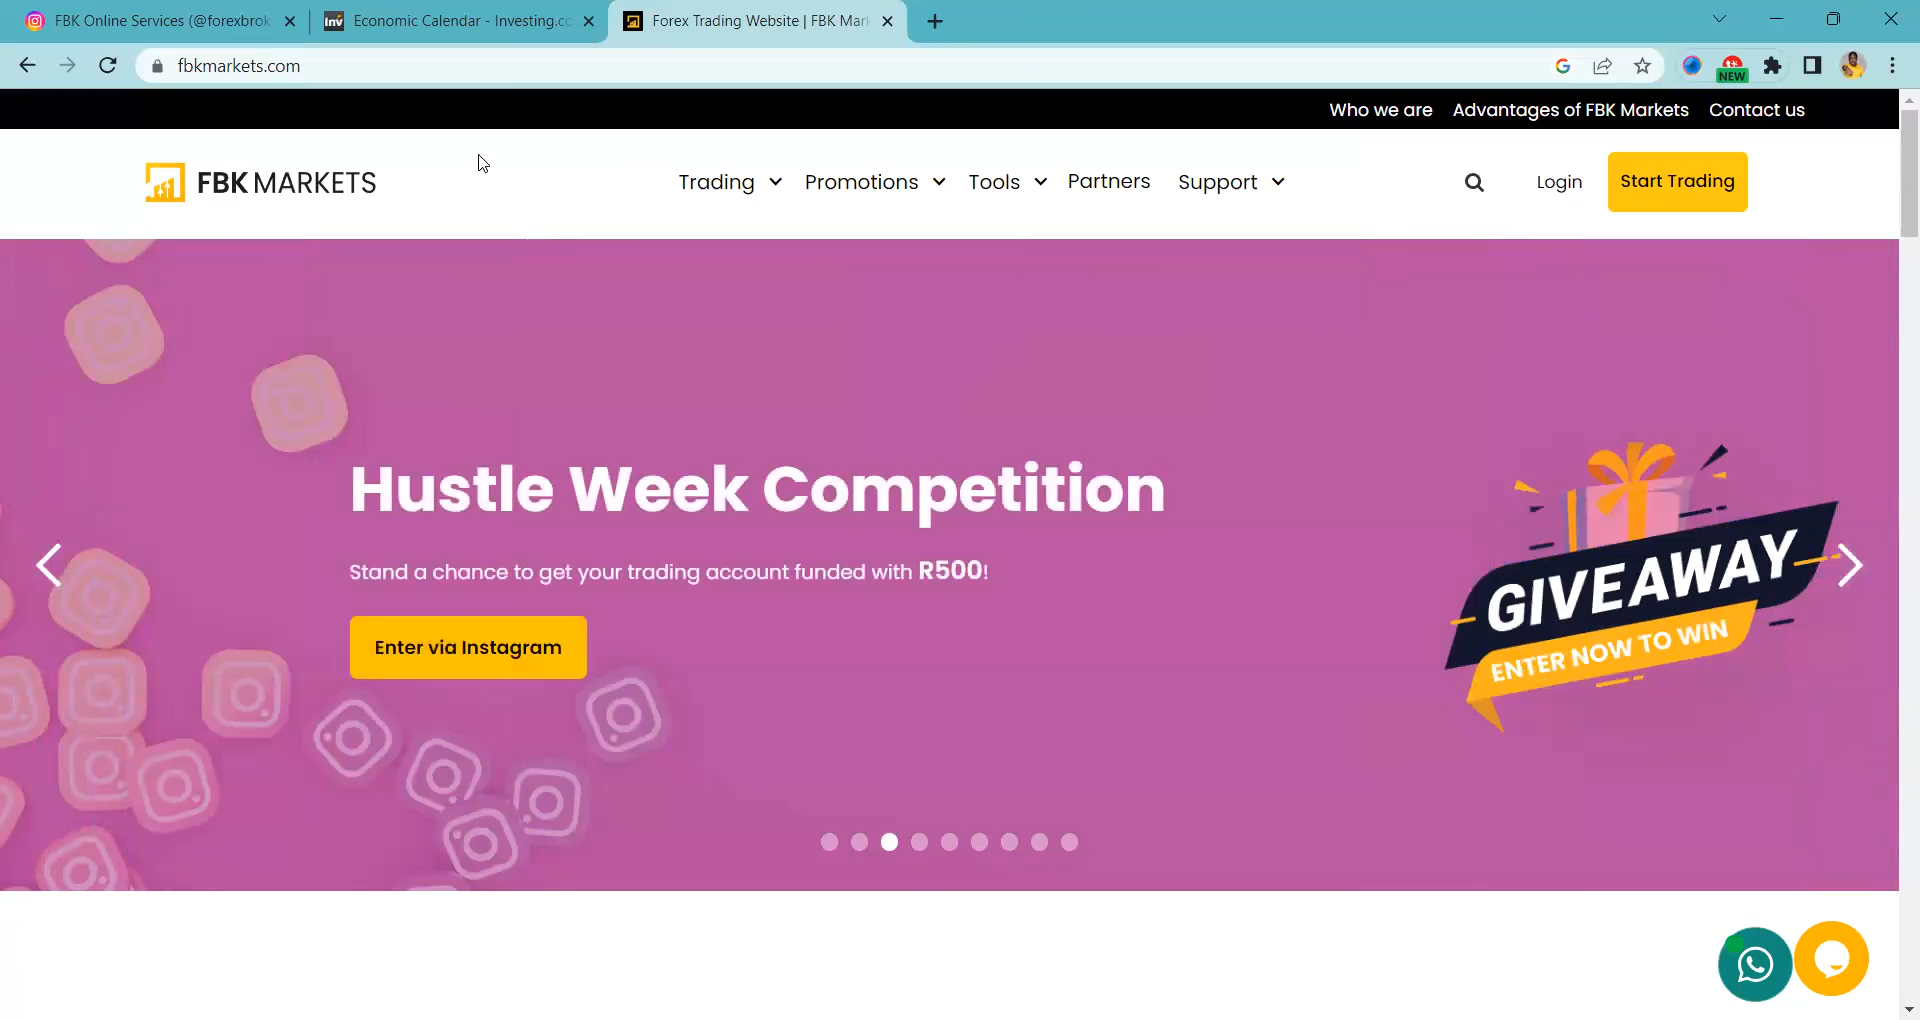 FBK Online Services (@forexbrok
Economic Calendar - Investing.co
Forex Trading Website | FBK Mark
fbkmarkets.com
NEW
Who we are Advantages of FBK Markets Contact us
FBK MARKETS
Trading Promotions Tools Partners Support Login Start Trading
Hustle Week Competition
Stand a chance to get your trading account funded with R500!
Enter via Instagram
GIVEAWAY
ENTER NOW TO WIN